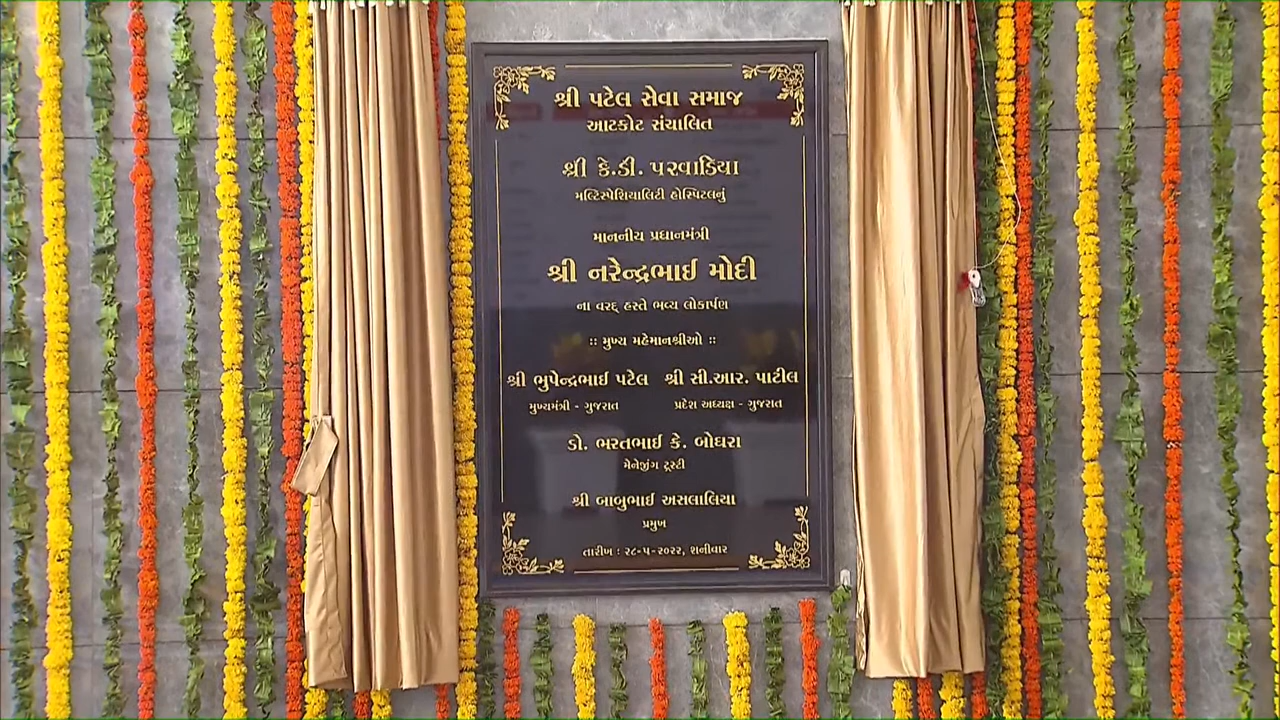 શ્રી પટેલ સેવા સમાજ
આટકોટ સંચાલિત
શ્રી કે.ડી. પરવાડિયા
મલ્ટિસ્પેશિયાલિટી હોસ્પિટલનું
માનનીય પ્રધાનમંત્રી
શ્રી નરેન્દ્રભાઈ મોદી
ના વરદ્ હસ્તે ભવ્ય લોકાર્પણ
:: મુખ્ય મહેમાનશ્રીઓ ::
શ્રી ભુપેન્દ્રભાઈ પટેલ શ્રી સી.આર. પાટીલ
મુખ્યમંત્રી - ગુજરાત પ્રદેશ અધ્યક્ષ - ગુજરાત
ડો. ભરતભાઈ કે. બોઘરા
મેનેજીંગ ટ્રસ્ટી
શ્રી બાબુભાઈ અસલાલિયા
પ્રમુખ
તારીખ : ૨૮-૫-૨૦૨૨, શનીવાર